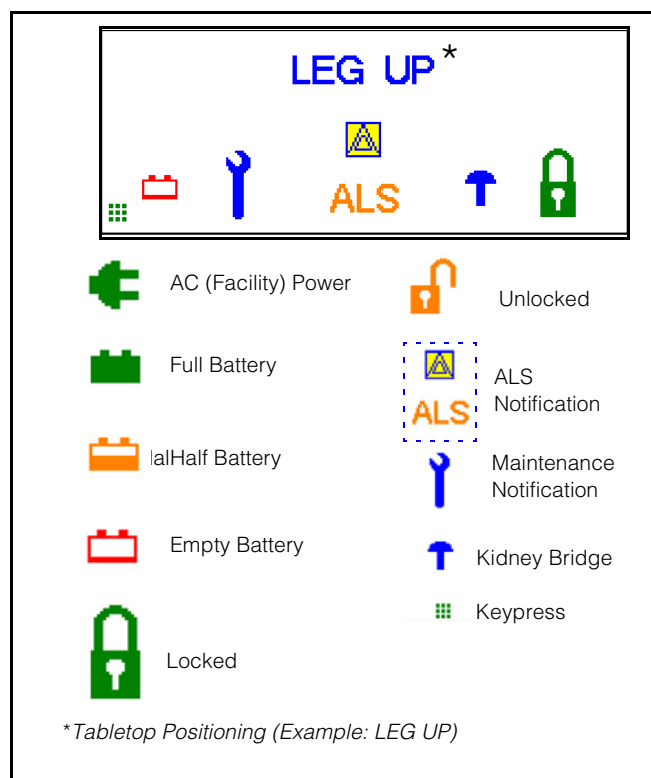 LEG UP*
ALS
AC (Facility) Power
Unlocked
Full Battery
ALS
ALS
Notification
lalHalf Battery
Maintenance
Notification
Empty Battery
Kidney Bridge
Keypress
Locked
*Tabletop Positioning (Example: LEG UP)